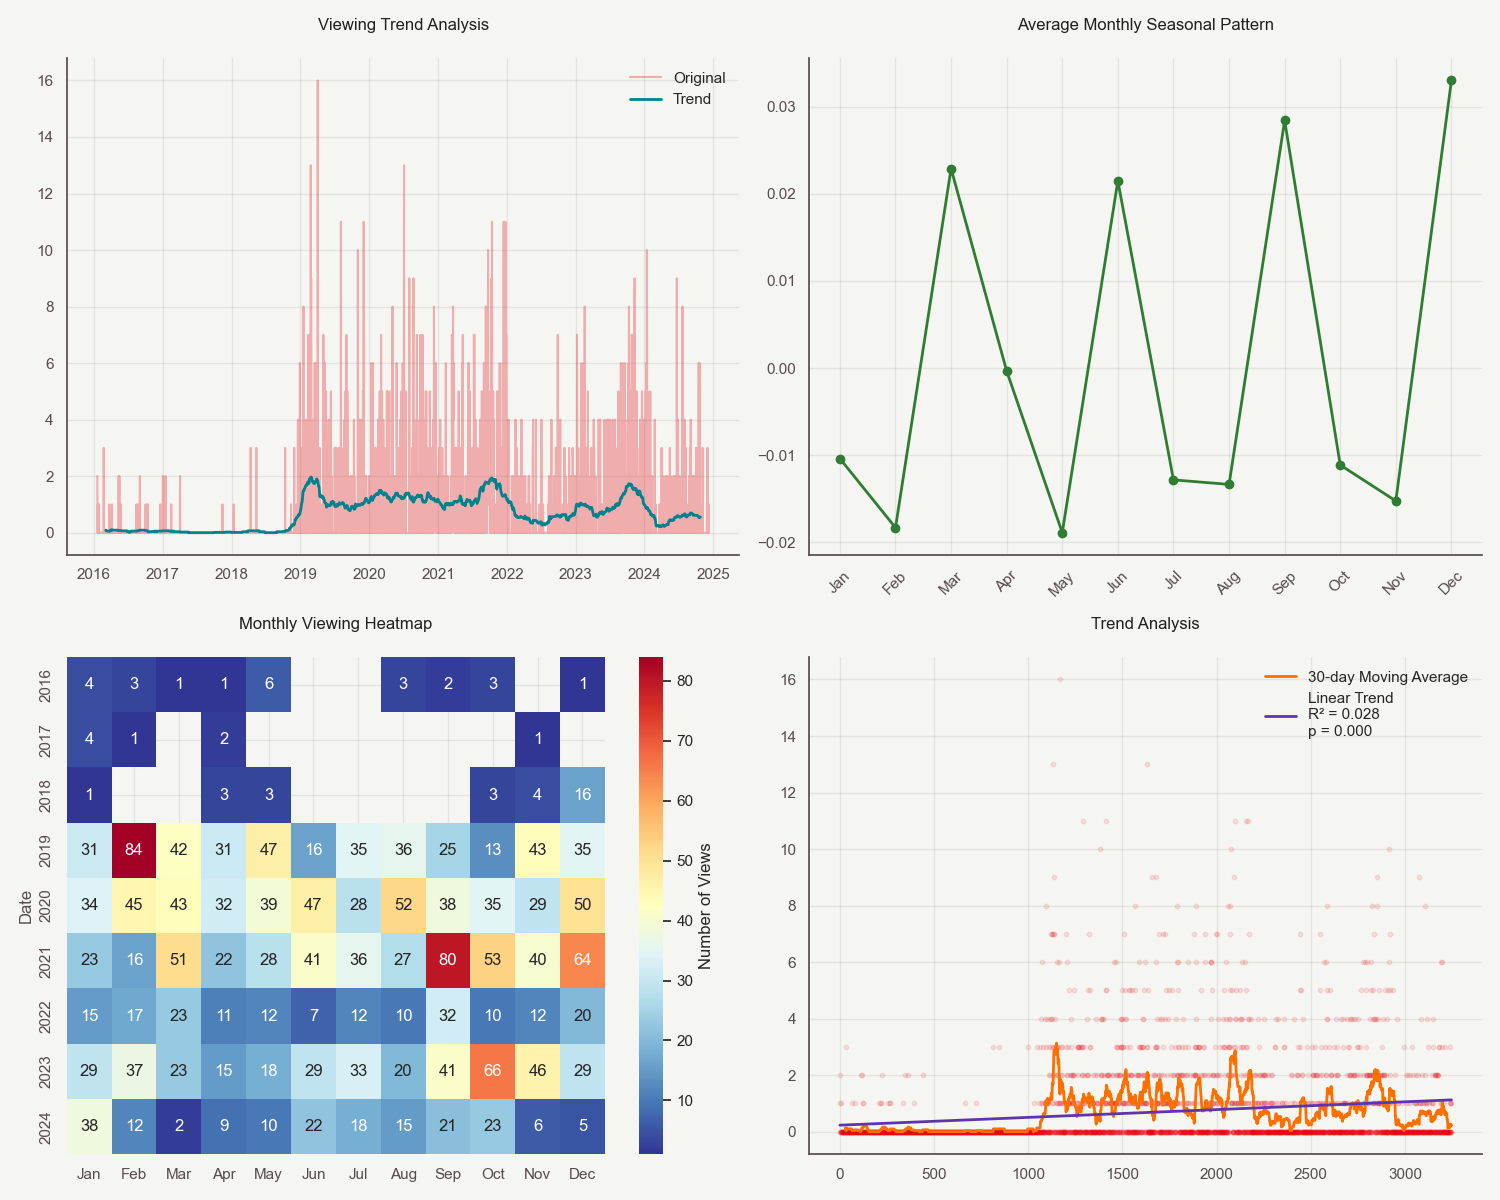 Viewing Trend Analysis
16
14
12
10
8
6
4
2
0
Original
Trend
2016 2017 2018 2019 2020 2021 2022 2023 2024 2025
Average Monthly Seasonal Pattern
0.03
0.02
0.01
0.00
−0.01
−0.02
Jan Feb Mar Apr May Jun Jul Aug Sep Oct Nov Dec
Monthly Viewing Heatmap
Date
2016 4 3 1 1 6 3 2 3 1
2017 4 1 2 1
2018 1 3 3 3 4 16
2019 31 84 42 31 47 16 35 36 25 13 43 35
2020 34 45 43 32 39 47 28 52 38 35 29 50
2021 23 16 51 22 28 41 36 27 80 53 40 64
2022 15 17 23 11 12 7 12 10 32 10 12 20
2023 29 37 23 15 18 29 33 20 41 66 46 29
2024 38 12 2 9 10 22 18 15 21 23 6 5
Jan Feb Mar Apr May Jun Jul Aug Sep Oct Nov Dec
80
70
60
50
40
30
20
10
Number of Views
Trend Analysis
16
14
12
10
8
6
4
2
0
30-day Moving Average
Linear Trend
R² = 0.028
p = 0.000
0 500 1000 1500 2000 2500 3000